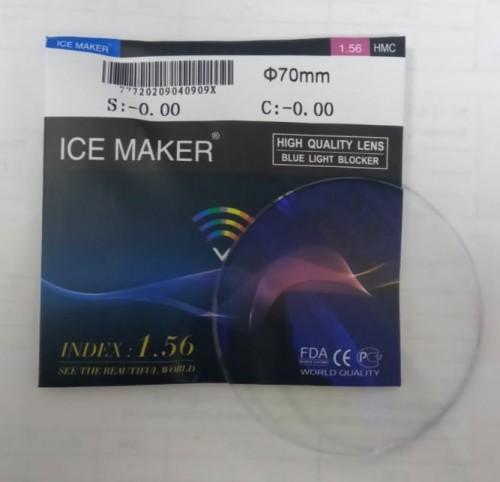 ICE MAKER
1.56 HMC
Φ70mm
S:-0.00 C:-0.00
ICE MAKER®
HIGH QUALITY LENS
BLUE LIGHT BLOCKER
INDEX : 1.56
SEE THE BEAUTIFUL WORLD
FDA CE
WORLD QUALITY